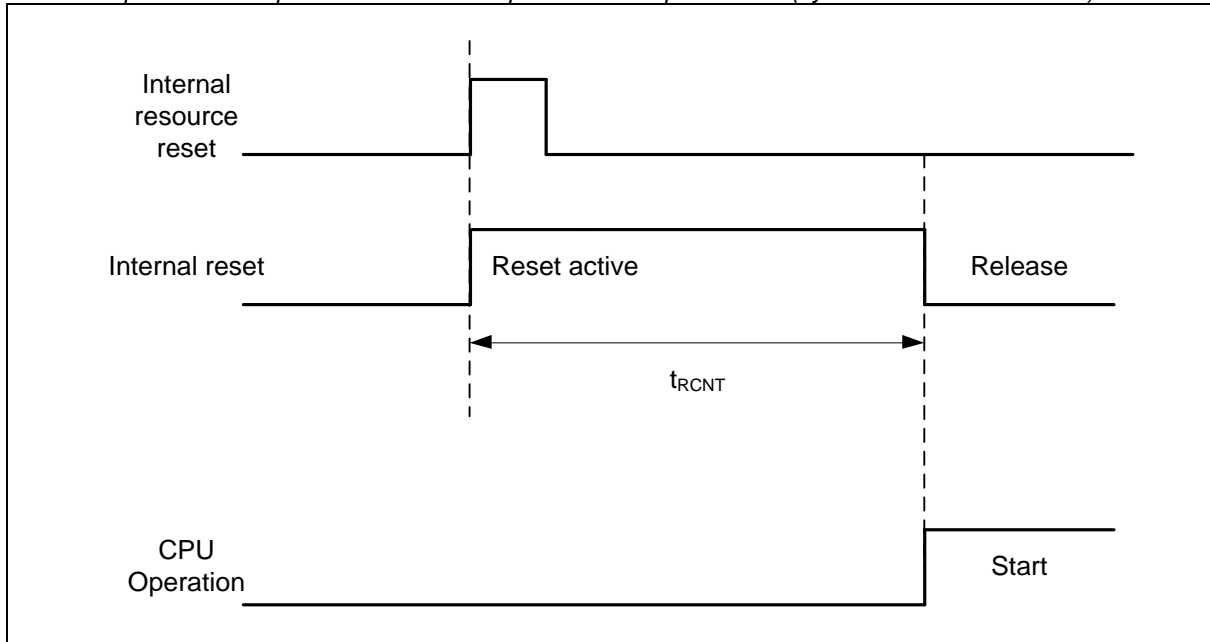 Internal
resource
reset
Internal reset
Reset active
Release
tRCNT
CPU
Operation
Start